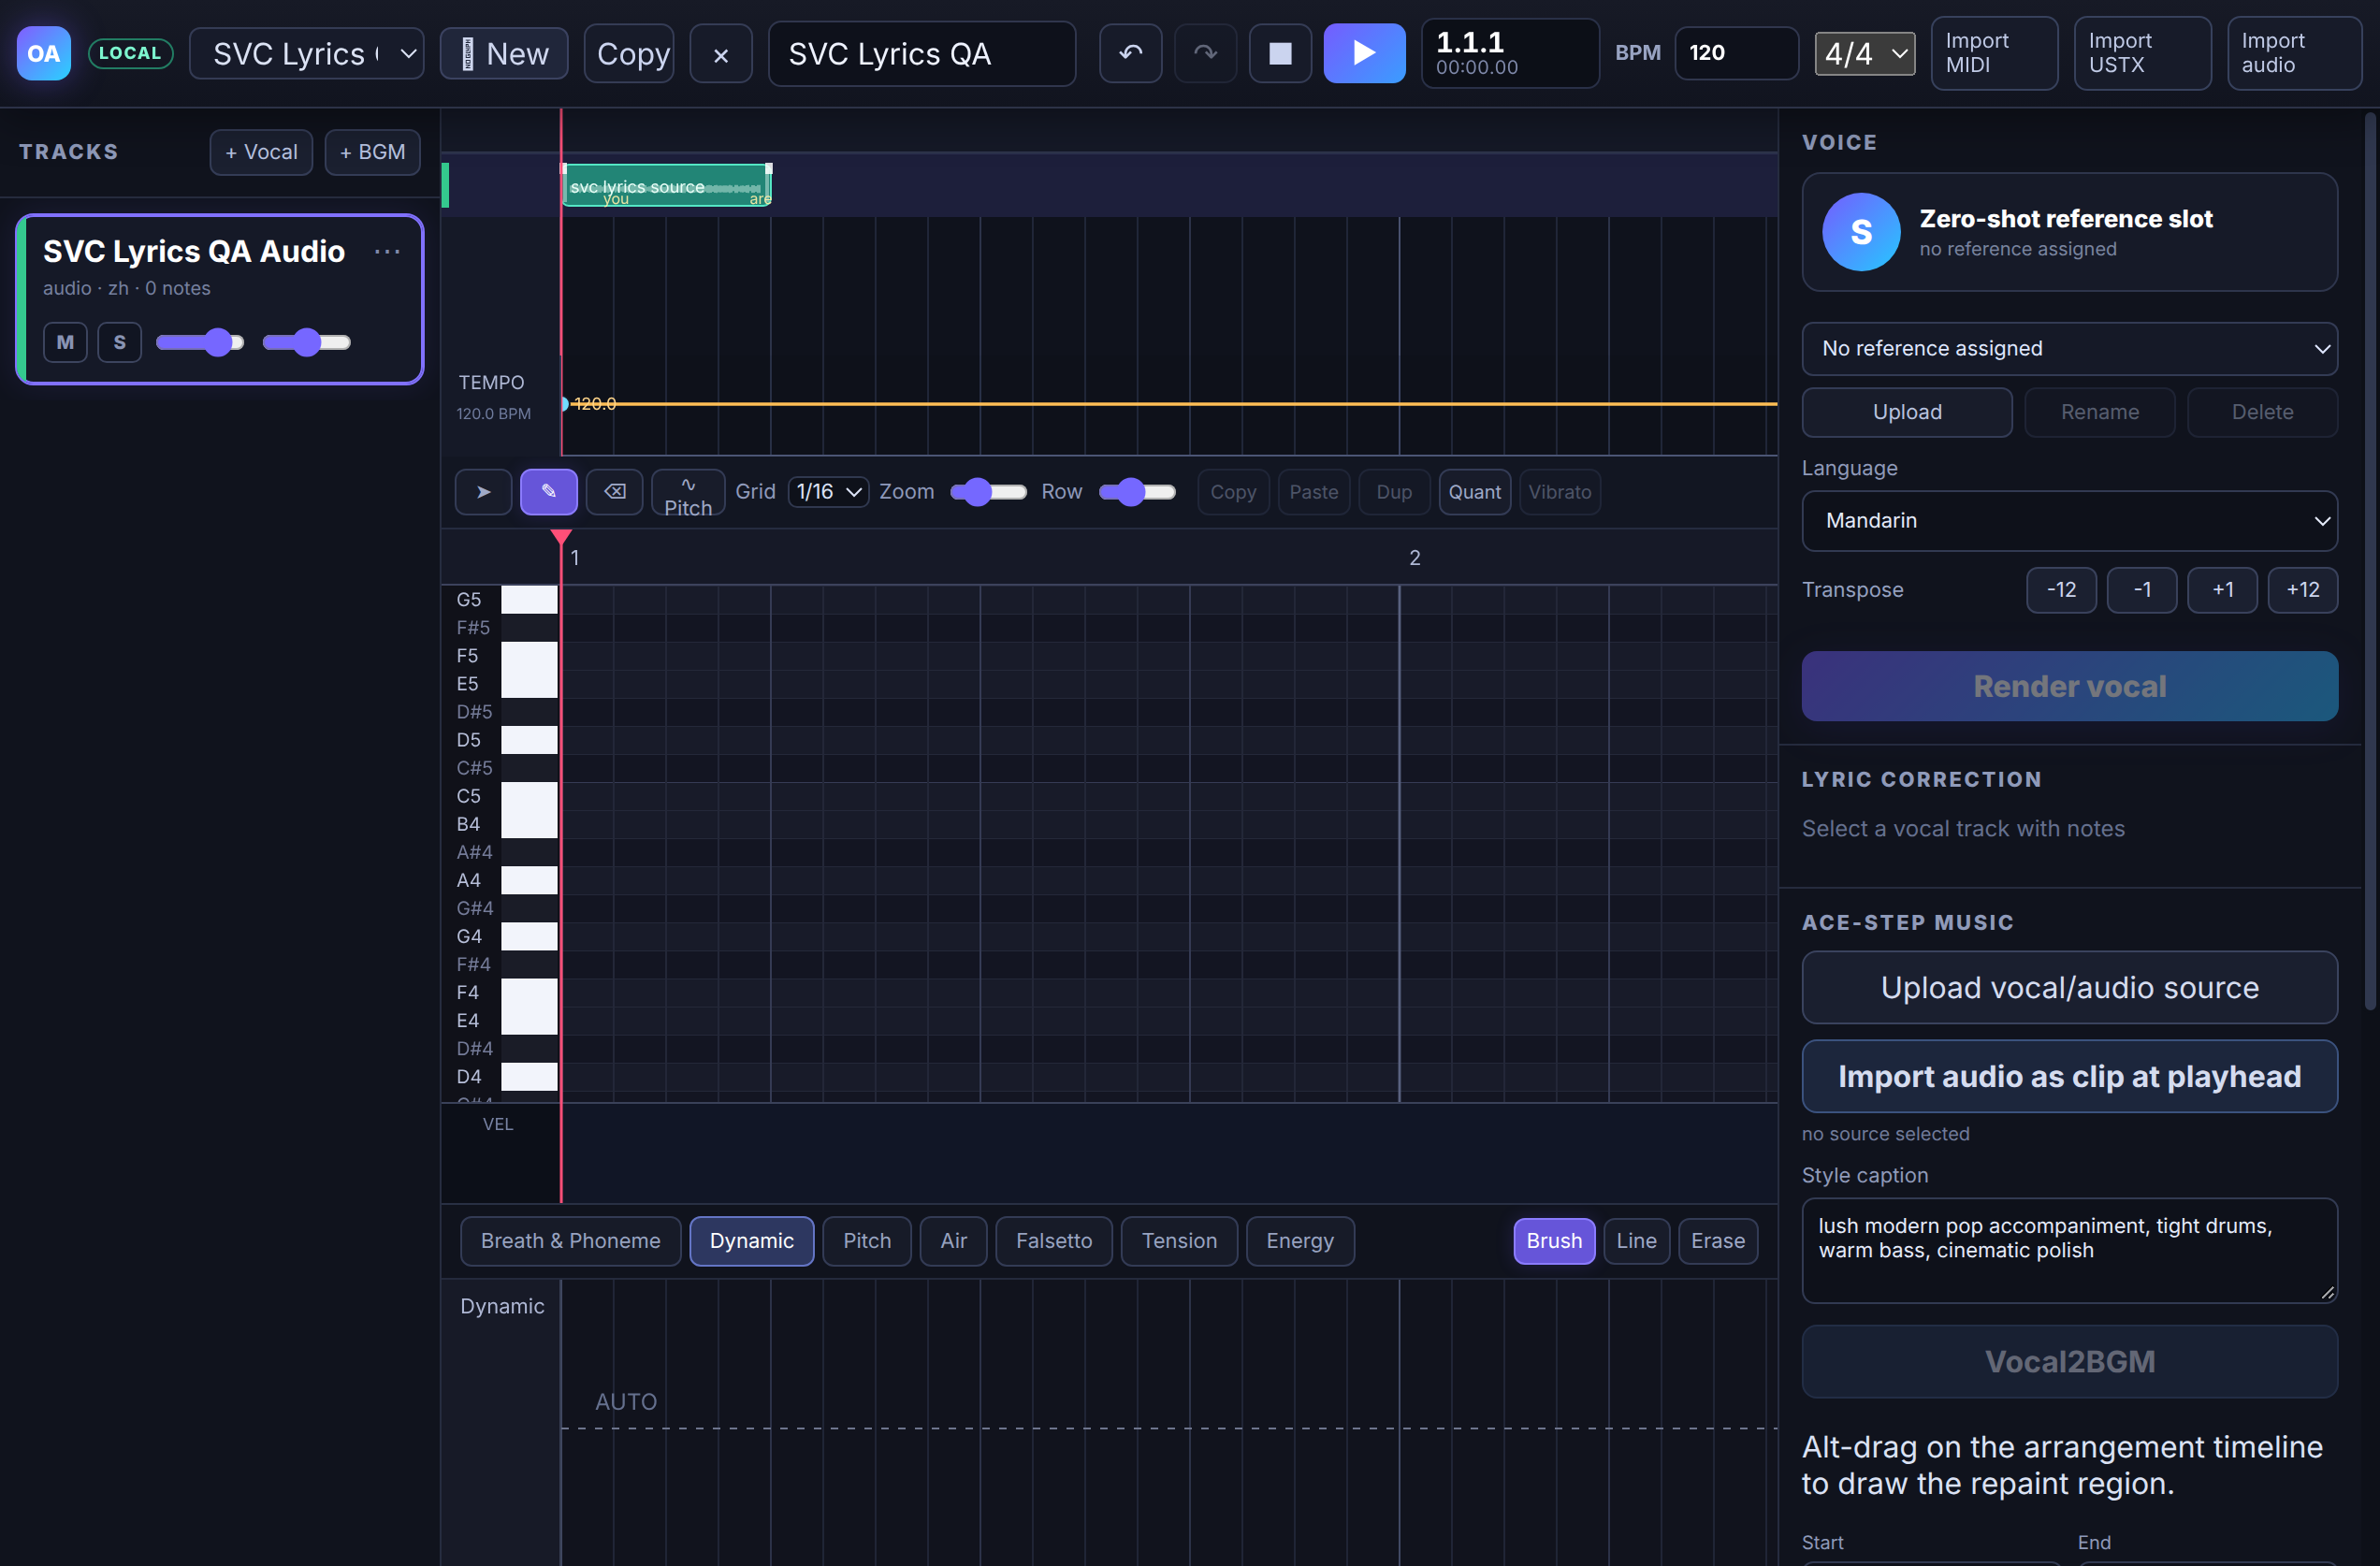 OA
LOCAL
SVC Lyrics
New
Copy
×
SVC Lyrics QA
1.1.1
00:00.00
BPM
120
4/4
Import MIDI
Import USTX
Import audio
TRACKS
+ Vocal
+ BGM
SVC Lyrics QA Audio
...
audio · zh · 0 notes
M
S
svc lyrics source
you
are
TEMPO
120.0 BPM
120.0
∿ Pitch
Grid
1/16
Zoom
Row
Copy
Paste
Dup
Quant
Vibrato
1
2
G5
F#5
F5
E5
D#5
D5
C#5
C5
B4
A#4
A4
G#4
G4
F#4
F4
E4
D#4
D4
C#4
VEL
Breath & Phoneme
Dynamic
Pitch
Air
Falsetto
Tension
Energy
Brush
Line
Erase
Dynamic
AUTO
VOICE
S
Zero-shot reference slot
no reference assigned
No reference assigned
Upload
Rename
Delete
Language
Mandarin
Transpose
-12
-1
+1
+12
Render vocal
LYRIC CORRECTION
Select a vocal track with notes
ACE-STEP MUSIC
Upload vocal/audio source
Import audio as clip at playhead
no source selected
Style caption
lush modern pop accompaniment, tight drums,
warm bass, cinematic polish
Vocal2BGM
Alt-drag on the arrangement timeline
to draw the repaint region.
Start
End